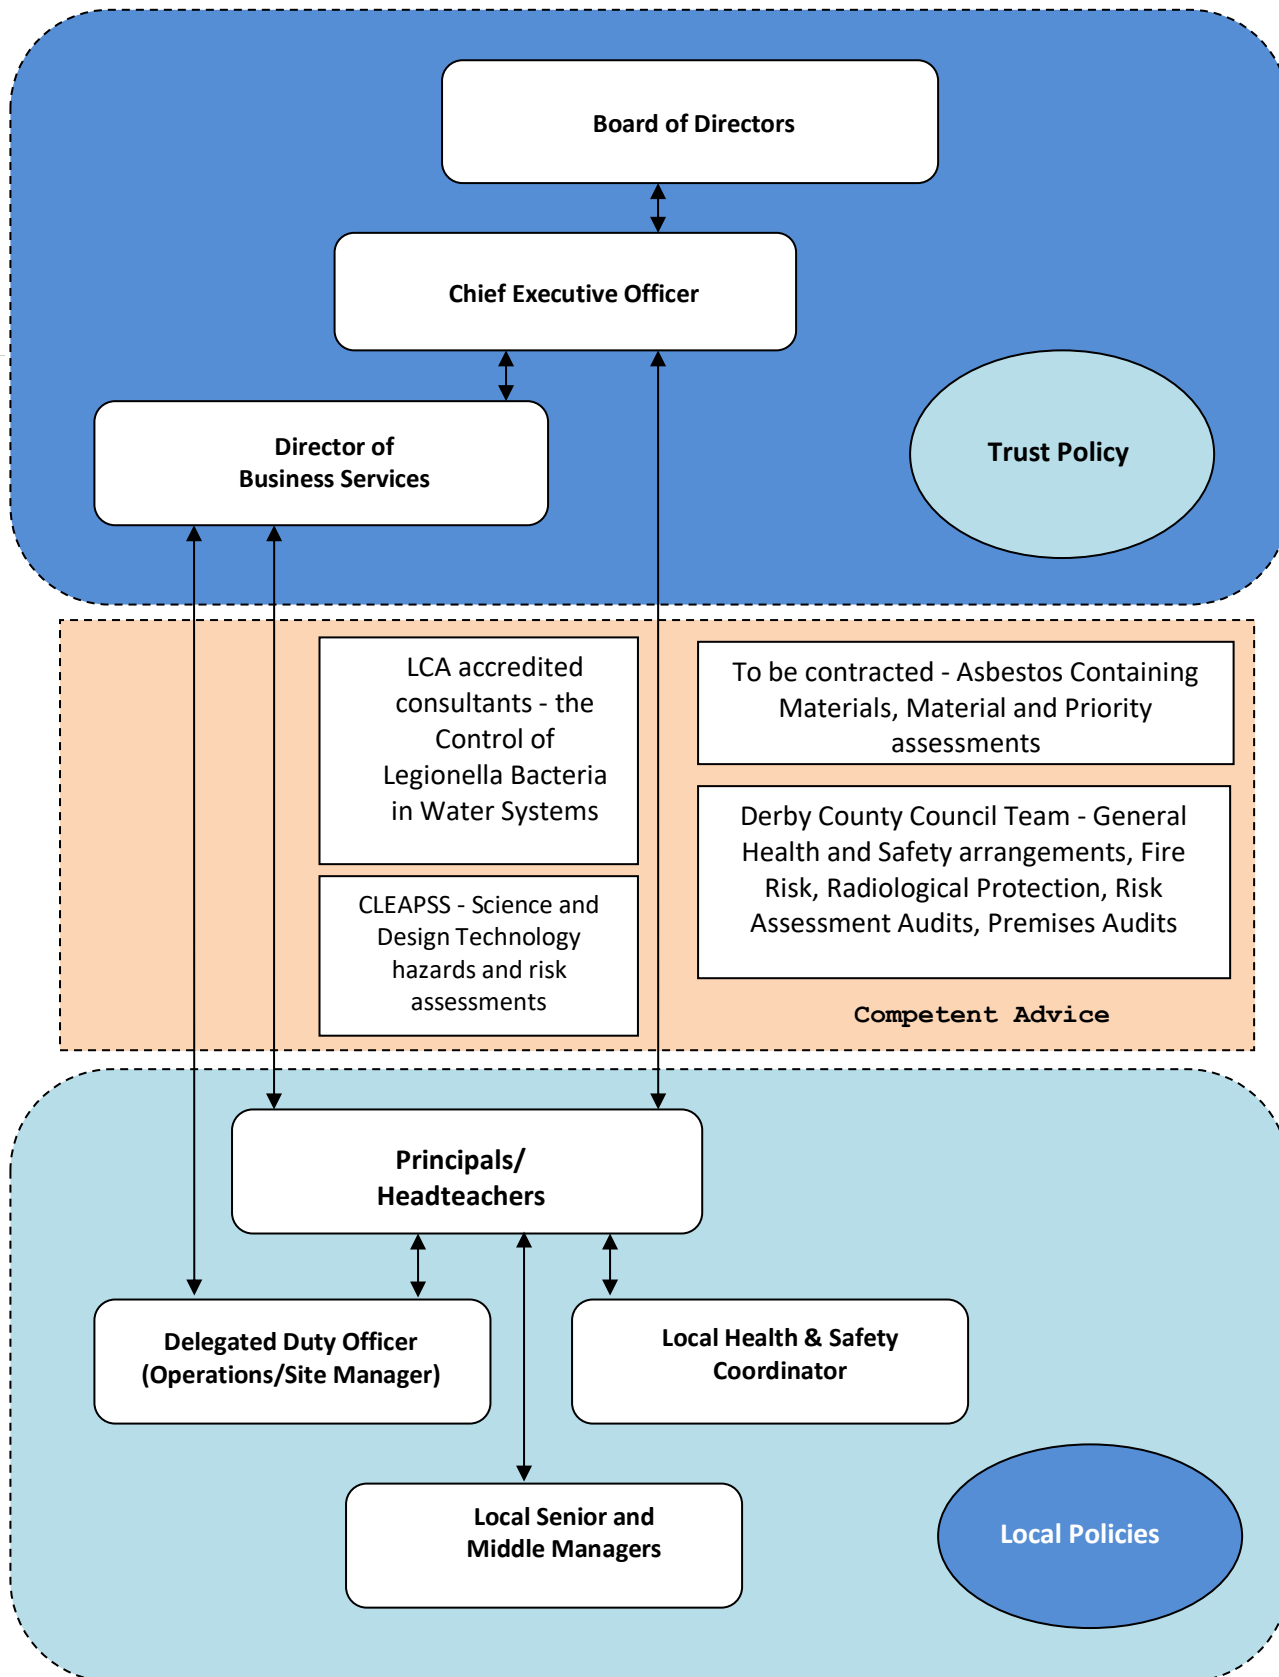 Board of Directors
Chief Executive Officer
Director of
Business Services
Trust Policy
LCA accredited
consultants - the
Control of
Legionella Bacteria
in Water Systems
To be contracted - Asbestos Containing
Materials, Material and Priority
assessments
CLEAPSS - Science and
Design Technology
hazards and risk
assessments
Derby County Council Team - General
Health and Safety arrangements, Fire
Risk, Radiological Protection, Risk
Assessment Audits, Premises Audits
Competent Advice
Principals/
Headteachers
Delegated Duty Officer
(Operations/Site Manager)
Local Health & Safety
Coordinator
Local Senior and
Middle Managers
Local Policies